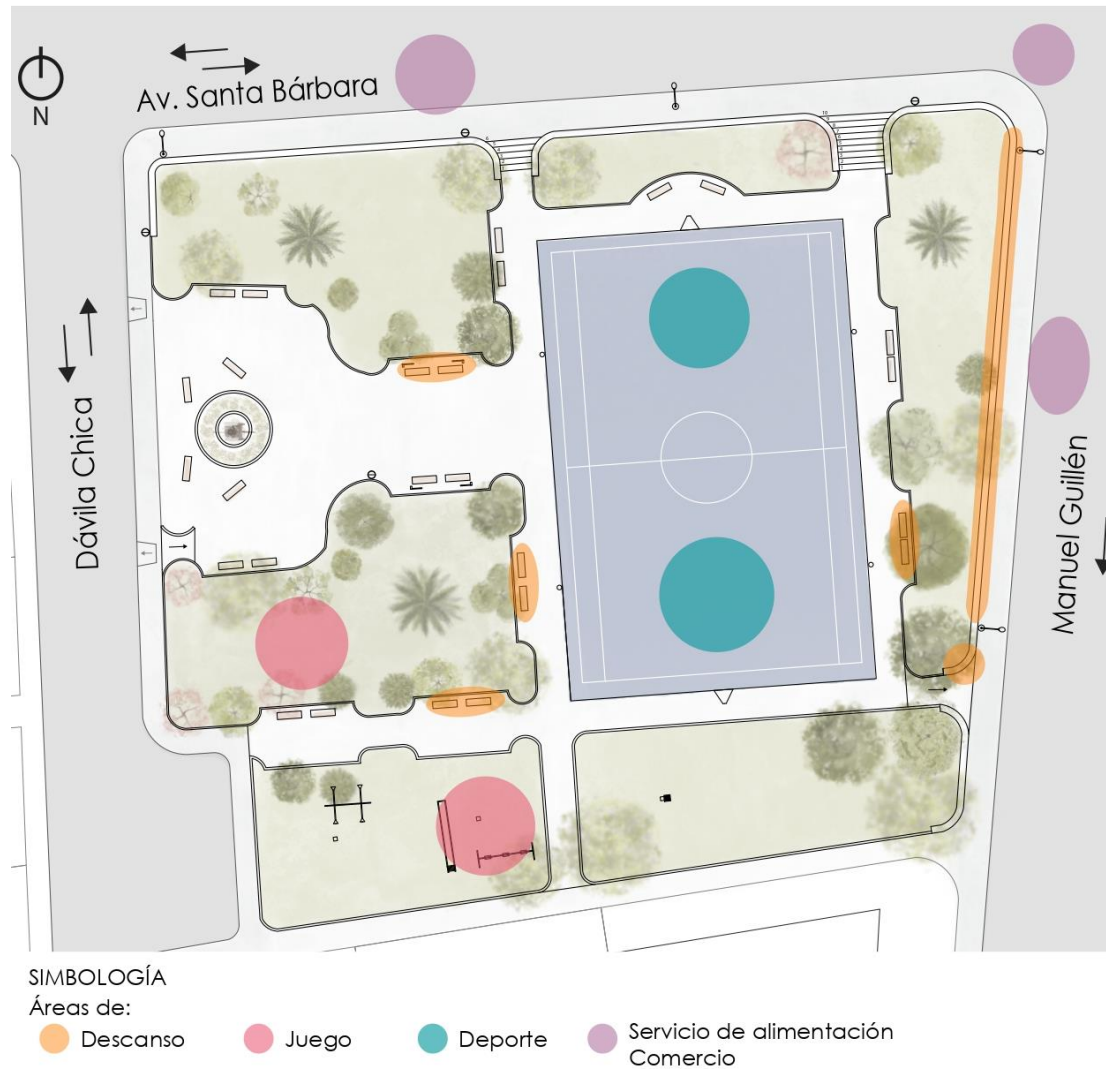 N
Av. Santa Bárbara
Dávila Chica
Manuel Guillén
SIMBOLOGÍA
Áreas de:
Descanso
Juego
Deporte
Servicio de alimentación
Comercio